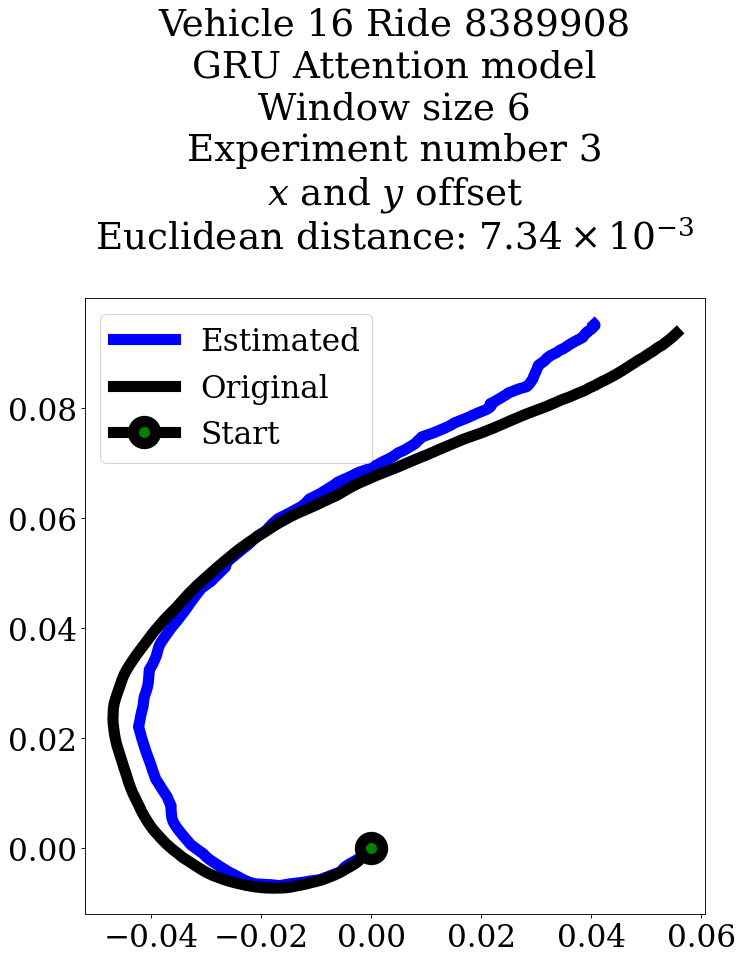 Vehicle 16 Ride 8389908
GRU Attention model
Window size 6
Experiment number 3
x and y offset
Euclidean distance: 7.34 × 10⁻³
Estimated
Original
Start
0.08
0.06
0.04
0.02
0.00
−0.04 −0.02 0.00 0.02 0.04 0.06